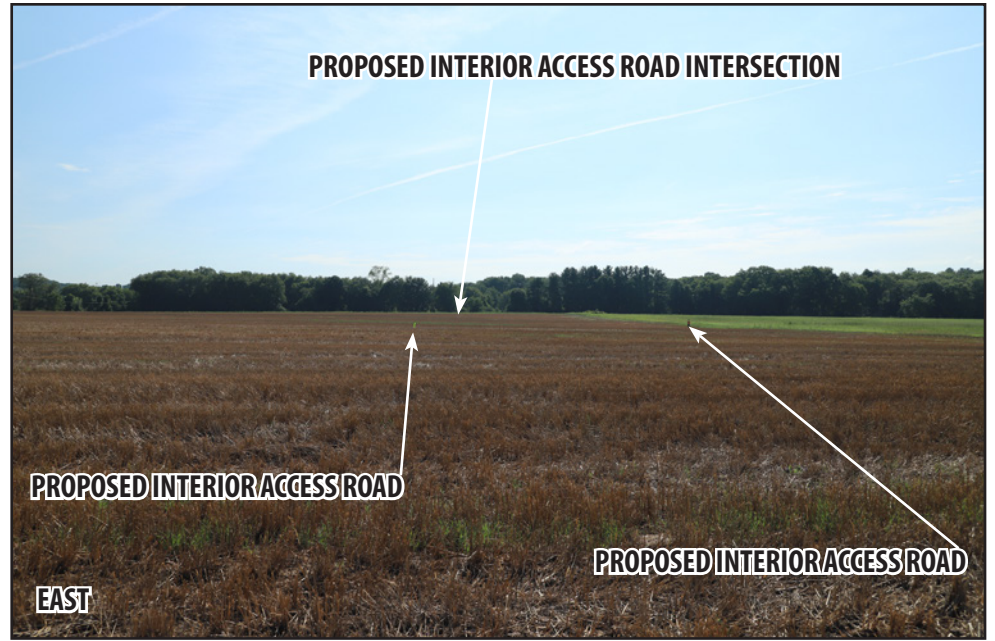 PROPOSED INTERIOR ACCESS ROAD INTERSECTION
PROPOSED INTERIOR ACCESS ROAD
PROPOSED INTERIOR ACCESS ROAD
EAST